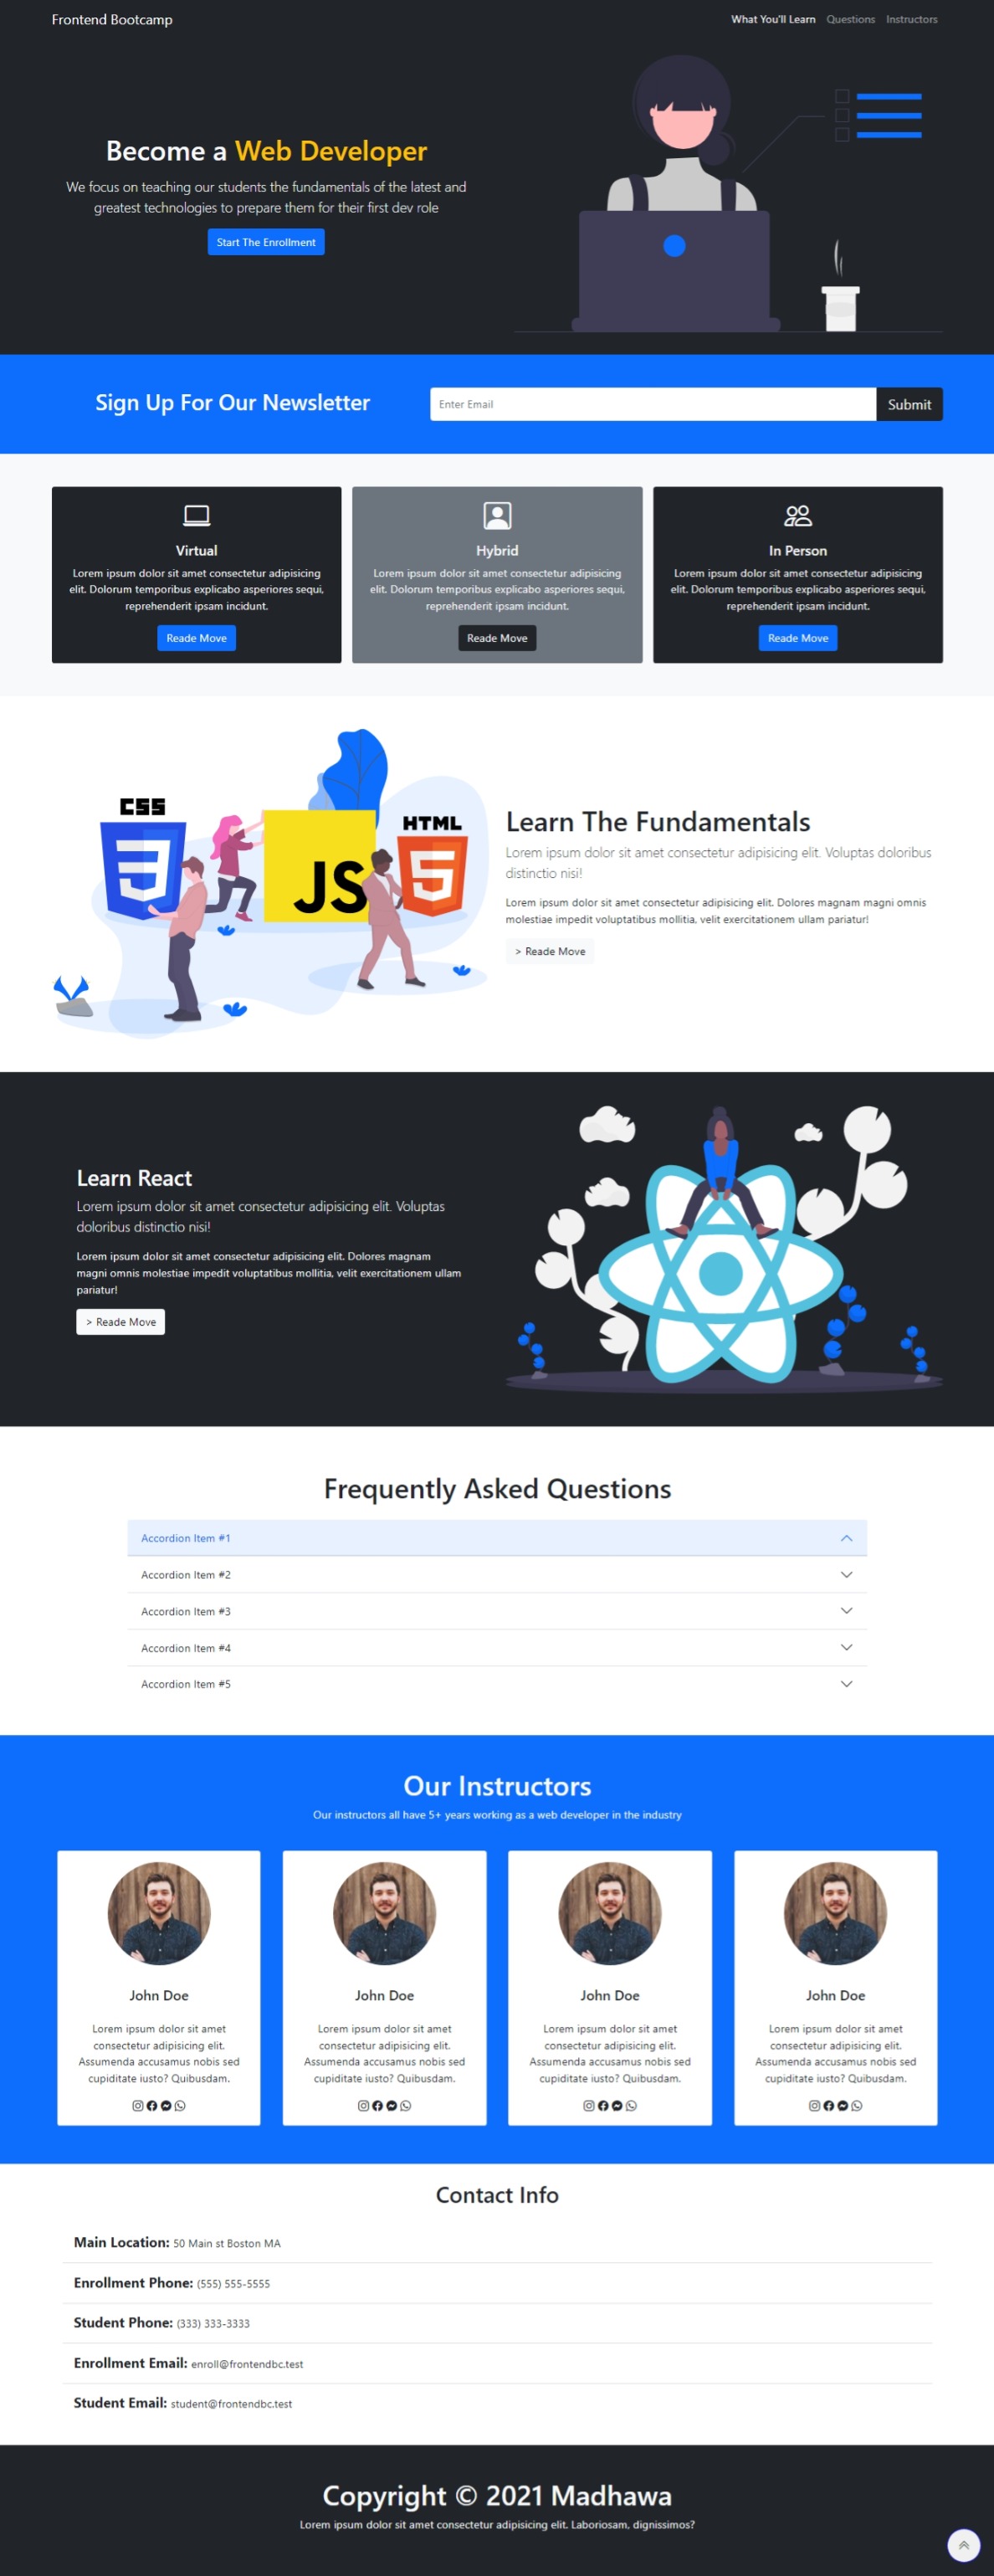 Frontend Bootcamp
What You'll Learn Questions Instructors
Become a Web Developer
We focus on teaching our students the fundamentals of the latest and
greatest technologies to prepare them for their first dev role
Start The Enrollment
Sign Up For Our Newsletter
Enter Email
Submit
Virtual
Lorem ipsum dolor sit amet consectetur adipisicing
elit. Dolorum temporibus explicabo asperiores sequi,
reprehenderit ipsam incidunt.
Reade Move
Hybrid
Lorem ipsum dolor sit amet consectetur adipisicing
elit. Dolorum temporibus explicabo asperiores sequi,
reprehenderit ipsam incidunt.
Reade Move
In Person
Lorem ipsum dolor sit amet consectetur adipisicing
elit. Dolorum temporibus explicabo asperiores sequi,
reprehenderit ipsam incidunt.
Reade Move
CSS
3
JS
HTML
5
Learn The Fundamentals
Lorem ipsum dolor sit amet consectetur adipisicing elit. Voluptas doloribus
distinctio nisi!
Lorem ipsum dolor sit amet consectetur adipisicing elit. Dolores magnam magni omnis
molestiae impedit voluptatibus mollitia, velit exercitationem ullam pariatur!
> Reade Move
Learn React
Lorem ipsum dolor sit amet consectetur adipisicing elit. Voluptas
doloribus distinctio nisi!
Lorem ipsum dolor sit amet consectetur adipisicing elit. Dolores magnam
magni omnis molestiae impedit voluptatibus mollitia, velit exercitationem ullam
pariatur!
> Reade Move
Frequently Asked Questions
Accordion Item #1
Accordion Item #2
Accordion Item #3
Accordion Item #4
Accordion Item #5
Our Instructors
Our instructors all have 5+ years working as a web developer in the industry
John Doe
Lorem ipsum dolor sit amet
consectetur adipisicing elit.
Assumenda accusamus nobis sed
cupiditate iusto? Quibusdam.
John Doe
Lorem ipsum dolor sit amet
consectetur adipisicing elit.
Assumenda accusamus nobis sed
cupiditate iusto? Quibusdam.
John Doe
Lorem ipsum dolor sit amet
consectetur adipisicing elit.
Assumenda accusamus nobis sed
cupiditate iusto? Quibusdam.
John Doe
Lorem ipsum dolor sit amet
consectetur adipisicing elit.
Assumenda accusamus nobis sed
cupiditate iusto? Quibusdam.
Contact Info
Main Location: 50 Main st Boston MA
Enrollment Phone: (555) 555-5555
Student Phone: (333) 333-3333
Enrollment Email: enroll@frontendbc.test
Student Email: student@frontendbc.test
Copyright © 2021 Madhawa
Lorem ipsum dolor sit amet consectetur adipisicing elit. Laboriosam, dignissimos?